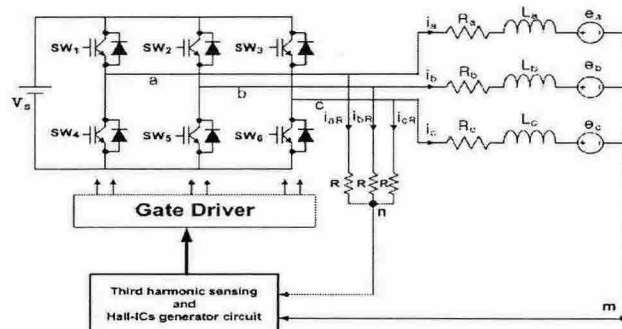 SW₁
SW₂
SW₃
Vₛ
a
b
c
SW₄
SW₅
SW₆
iₐ
Rₐ
Lₐ
eₐ
i_b
R_b
L_b
e_b
i_c
R_c
L_c
e_c
i_aR
i_bR
i_cR
R
R
R
n
Gate Driver
Third harmonic sensing
and
Hall-ICs generator circuit
m